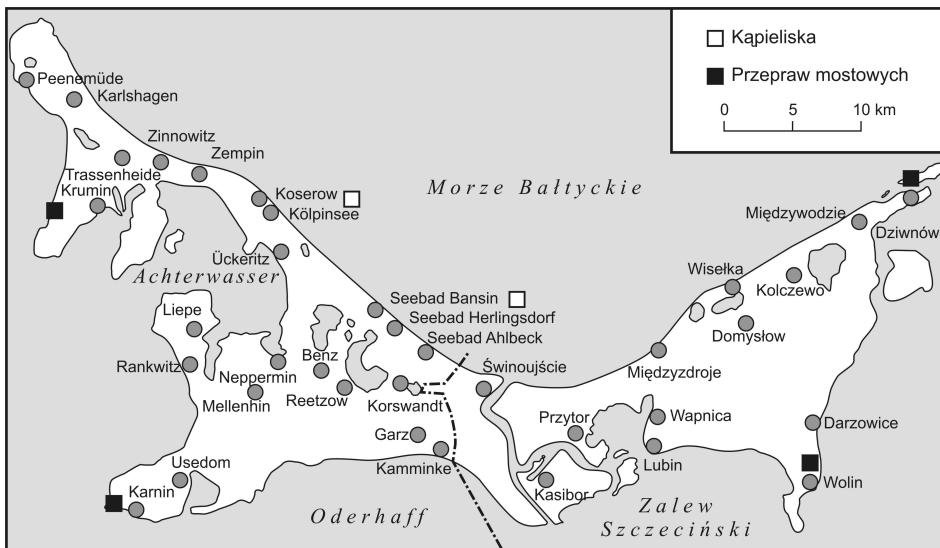 Kąpieliska
Przepraw mostowych
0 5 10 km
Peenemüde
Karlshagen
Zinnowitz
Zempin
Trassenheide
Krumin
Koserow
Kölpinsee
Morze Bałtyckie
Międzywodzie
Dziwnów
Ückeritz
Achterwasser
Wisełka
Kolczewo
Liepe
Seebad Bansin
Seebad Herlingsdorf
Seebad Ahlbeck
Domysłow
Rankwitz
Neppermin
Benz
Świnoujście
Międzyzdroje
Mellenhin
Reetzow
Korswandt
Przytor
Wapnica
Darzowice
Garz
Kamminke
Lubin
Usedom
Karnin
Kasibor
Wolin
Oderhaff
Zalew
Szczeciński